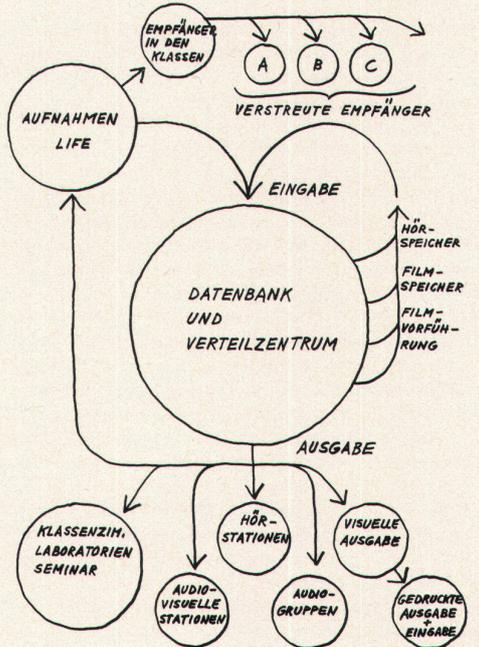 EMPFÄNGER
IN DEN
KLASSEN
A
B
C
VERSTREUTE EMPFÄNGER
AUFNAHMEN
LIFE
EINGABE
HÖR-
SPEICHER
FILM-
SPEICHER
FILM-
VORFÜH-
RUNG
DATENBANK
UND
VERTEILZENTRUM
AUSGABE
KLASSENZIM.
LABORATORIEN
SEMINAR
AUDIO-
VISUELLE
STATIONEN
HÖR-
STATIONEN
AUDIO-
GRUPPEN
VISUELLE
AUSGABE
GEDRUCKTE
AUSGABE
+
EINGABE